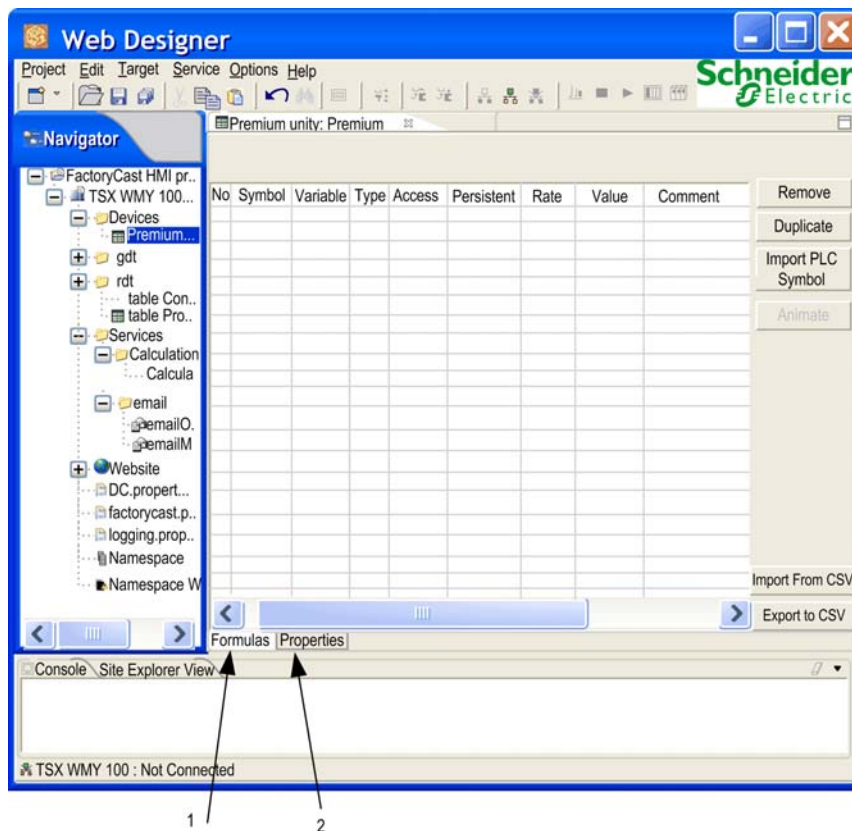 Web Designer
Project Edit Target Service Options Help
Schneider
Electric
Navigator
Premium unity: Premium
FactoryCast HMI pr..
TSX WMY 100...
Devices
Premium...
gdt
rdt
table Con..
table Pro..
Services
Calculation
Calcula
email
emailO.
emailM
Website
DC.propert...
factorycast.p..
logging.prop...
Namespace
Namespace W
No Symbol Variable Type Access Persistent Rate Value Comment
Remove
Duplicate
Import PLC
Symbol
Animate
Import From CSV
Export to CSV
Formulas Properties
Console Site Explorer View
TSX WMY 100 : Not Connected
1 2